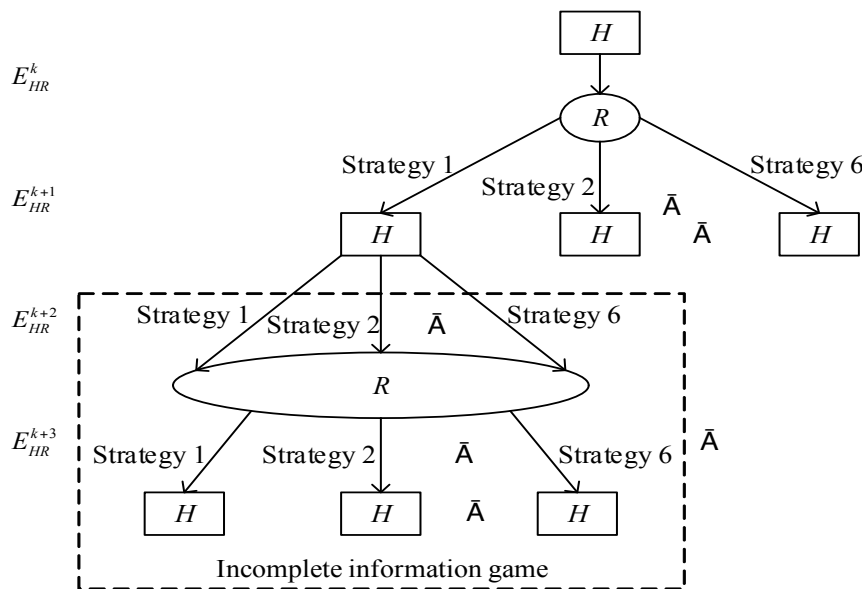 H
E_{HR}^{k}
R
Strategy 1
Strategy 2
Strategy 6
E_{HR}^{k+1}
Ā
H
H
Ā
H
E_{HR}^{k+2}
Strategy 1
Strategy 2
Ā
Strategy 6
R
E_{HR}^{k+3}
Strategy 1
Strategy 2
Ā
Strategy 6
Ā
H
H
Ā
H
Incomplete information game